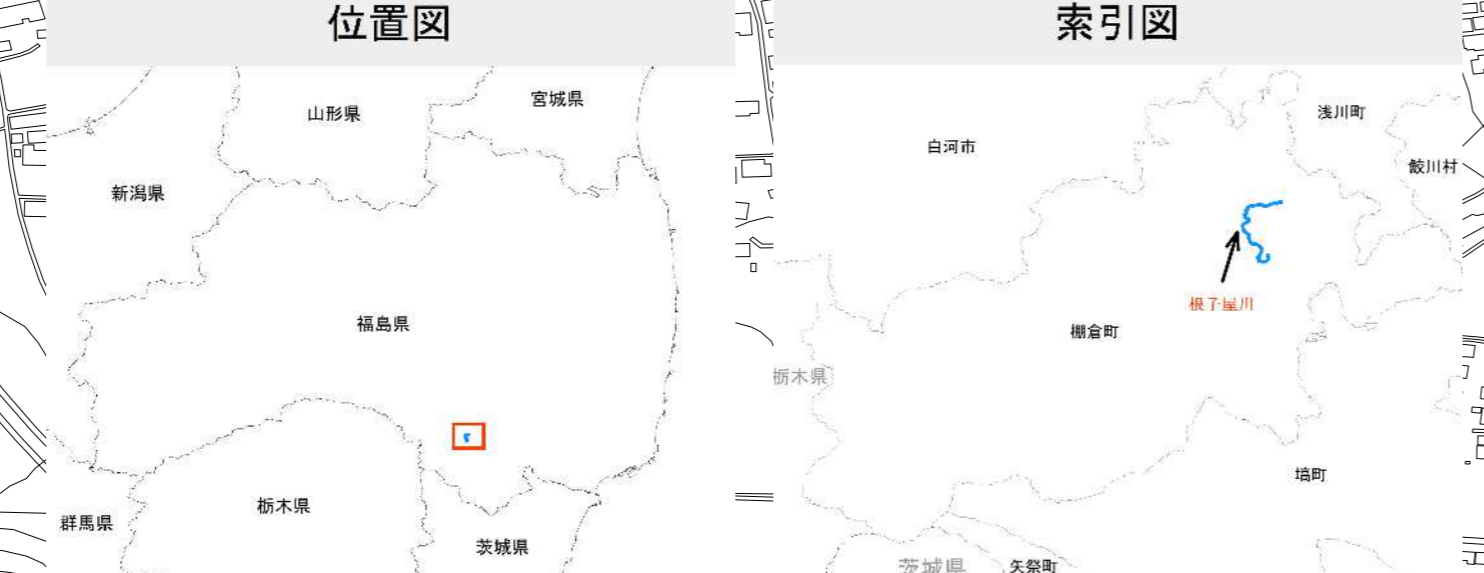 位置図
山形県
宮城県
新潟県
福島県
群馬県
栃木県
茨城県
索引図
浅川町
白河市
鮫川村
根子屋川
棚倉町
栃木県
塙町
茨城県
矢祭町